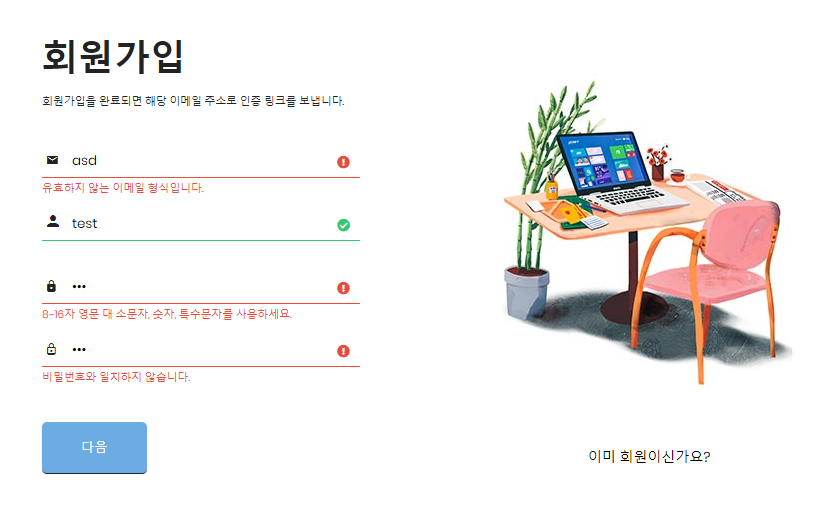 회원가입
회원가입을 완료되면 해당 이메일 주소로 인증 링크를 보냅니다.
asd
유효하지 않는 이메일 형식입니다.
test
•••
8~16자 영문 대 소문자, 숫자, 특수문자를 사용하세요.
•••
비밀번호와 일치하지 않습니다.
다음
이미 회원이신가요?